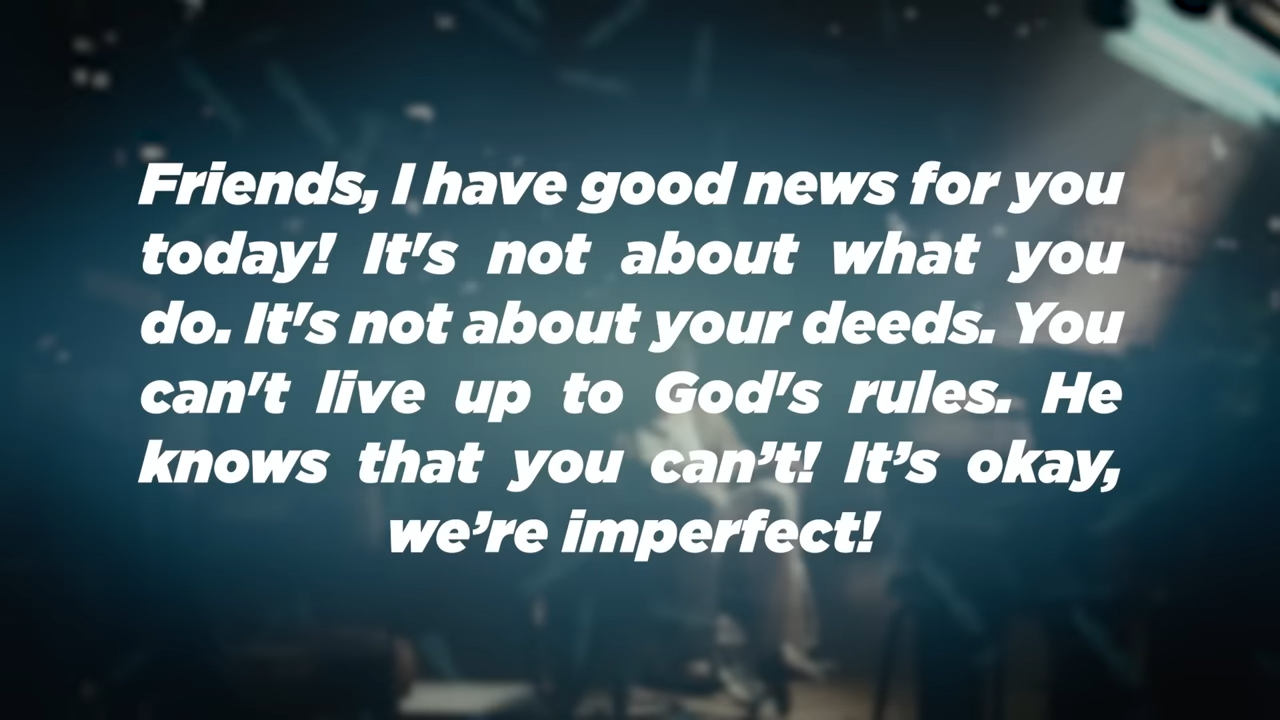 Friends, I have good news for you
today! It's not about what you
do. It's not about your deeds. You
can't live up to God's rules. He
knows that you can’t! It’s okay,
we’re imperfect!